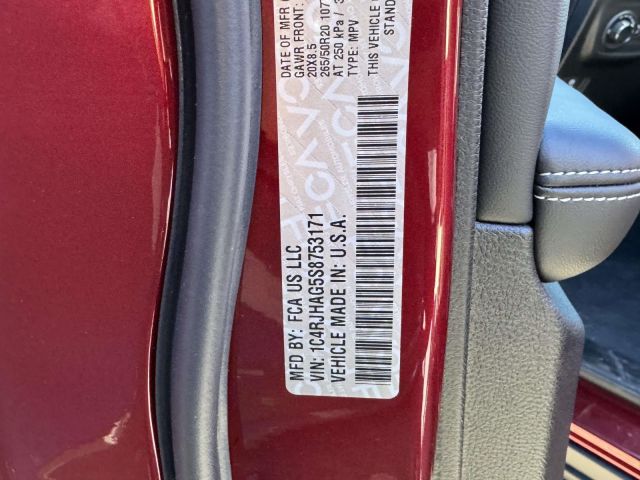 DATE OF MFR
GAWR FRONT:
20X8.5
265/50R20 107
AT 250 kPa /
TYPE: MPV
THIS VEHICLE
STAND
MFD BY: FCA US LLC
VIN: 1C4RJHAG5S8753171
VEHICLE MADE IN: U.S.A.